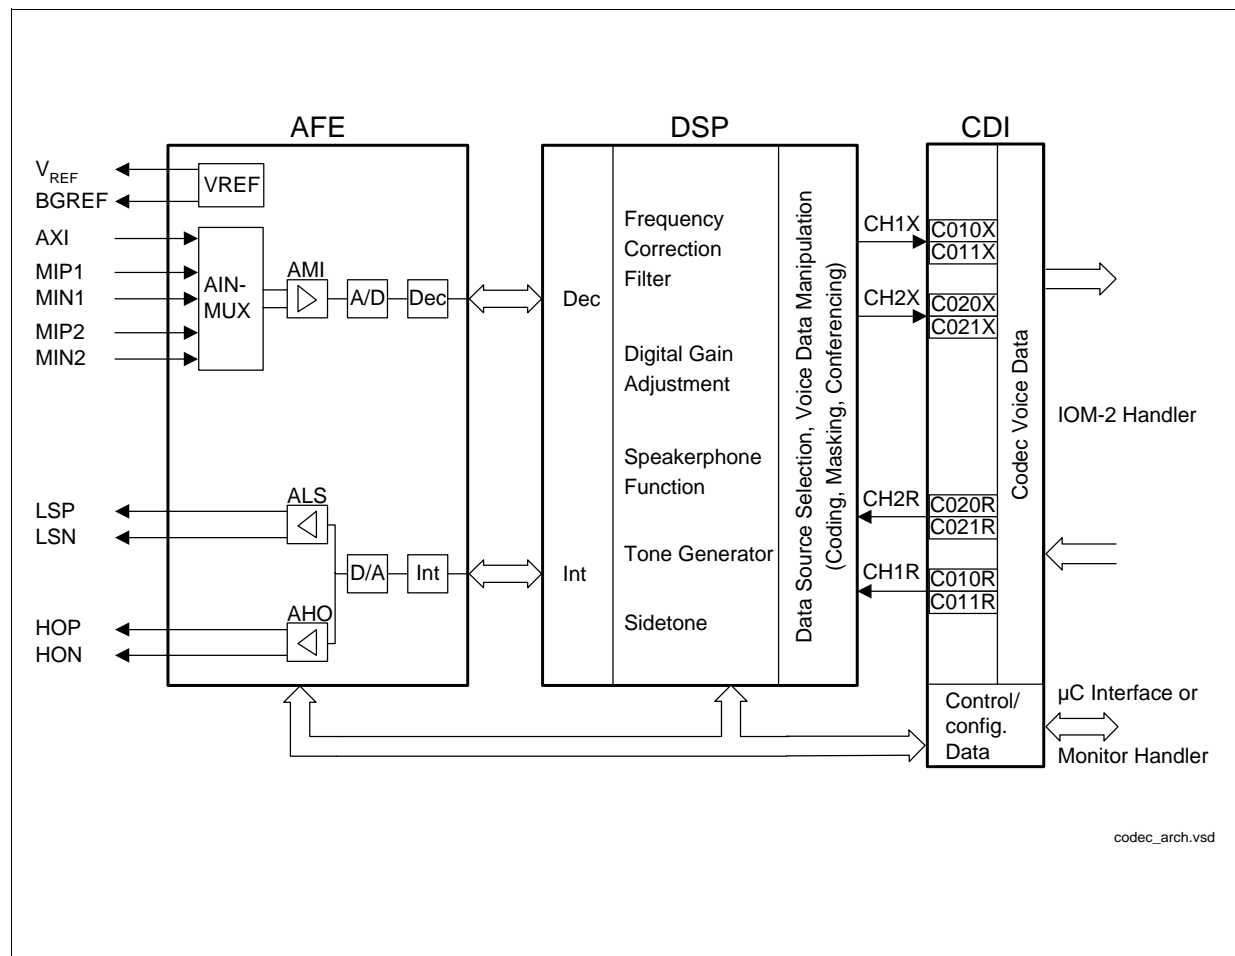 AFE
DSP
CDI
VREF
BGREF
AXI
MIP1
MIN1
MIP2
MIN2
LSP
LSN
HOP
HON
VREF
AIN-
MUX
AMI
A/D
Dec
ALS
D/A
Int
AHO
Dec
Int
Frequency
Correction
Filter
Digital Gain
Adjustment
Speakerphone
Function
Tone Generator
Sidetone
Data Source Selection, Voice Data Manipulation
(Coding, Masking, Conferencing)
CH1X
CH2X
CH2R
CH1R
C010X
C011X
C020X
C021X
C020R
C021R
C010R
C011R
Codec Voice Data
Control/
config.
Data
IOM-2 Handler
µC Interface or
Monitor Handler
codec_arch.vsd